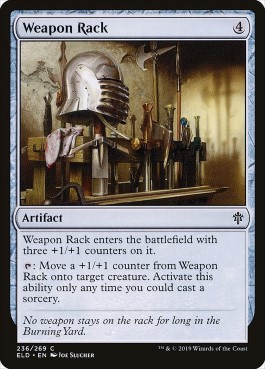 Weapon Rack 4
Artifact
Weapon Rack enters the battlefield with
three +1/+1 counters on it.
: Move a +1/+1 counter from Weapon
Rack onto target creature. Activate this
ability only any time you could cast a
sorcery.
No weapon stays on the rack for long in the
Burning Yard.
236/269 C
ELD • EN Joe Slucher
™ & © 2019 Wizards of the Coast